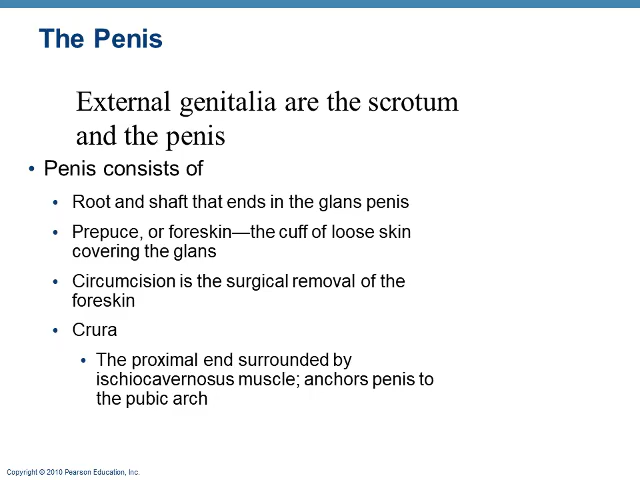 The Penis
External genitalia are the scrotum
and the penis
• Penis consists of
• Root and shaft that ends in the glans penis
• Prepuce, or foreskin—the cuff of loose skin
covering the glans
• Circumcision is the surgical removal of the
foreskin
• Crura
• The proximal end surrounded by
ischiocavernosus muscle; anchors penis to
the pubic arch
Copyright © 2010 Pearson Education, Inc.